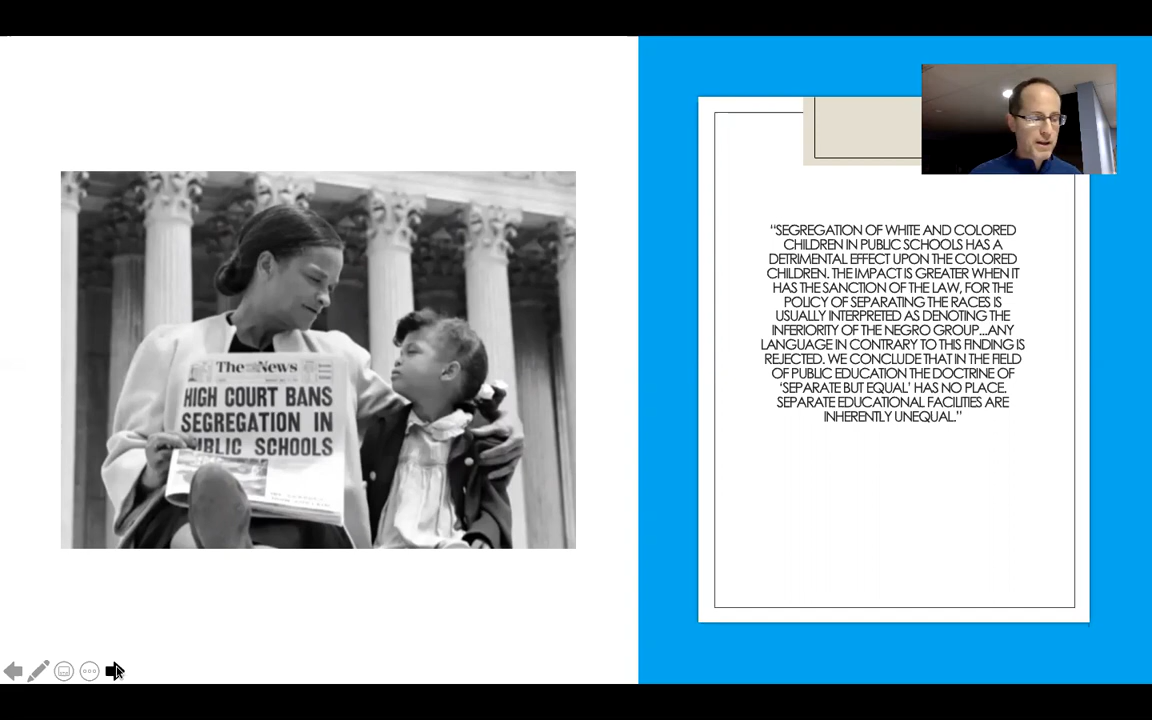 The News
HIGH COURT BANS
SEGREGATION IN
PUBLIC SCHOOLS
“SEGREGATION OF WHITE AND COLORED
CHILDREN IN PUBLIC SCHOOLS HAS A
DETRIMENTAL EFFECT UPON THE COLORED
CHILDREN. THE IMPACT IS GREATER WHEN IT
HAS THE SANCTION OF THE LAW, FOR THE
POLICY OF SEPARATING THE RACES IS
USUALLY INTERPRETED AS DENOTING THE
INFERIORITY OF THE NEGRO GROUP...ANY
LANGUAGE IN CONTRARY TO THIS FINDING IS
REJECTED. WE CONCLUDE THAT IN THE FIELD
OF PUBLIC EDUCATION THE DOCTRINE OF
‘SEPARATE BUT EQUAL’ HAS NO PLACE.
SEPARATE EDUCATIONAL FACILITIES ARE
INHERENTLY UNEQUAL.”